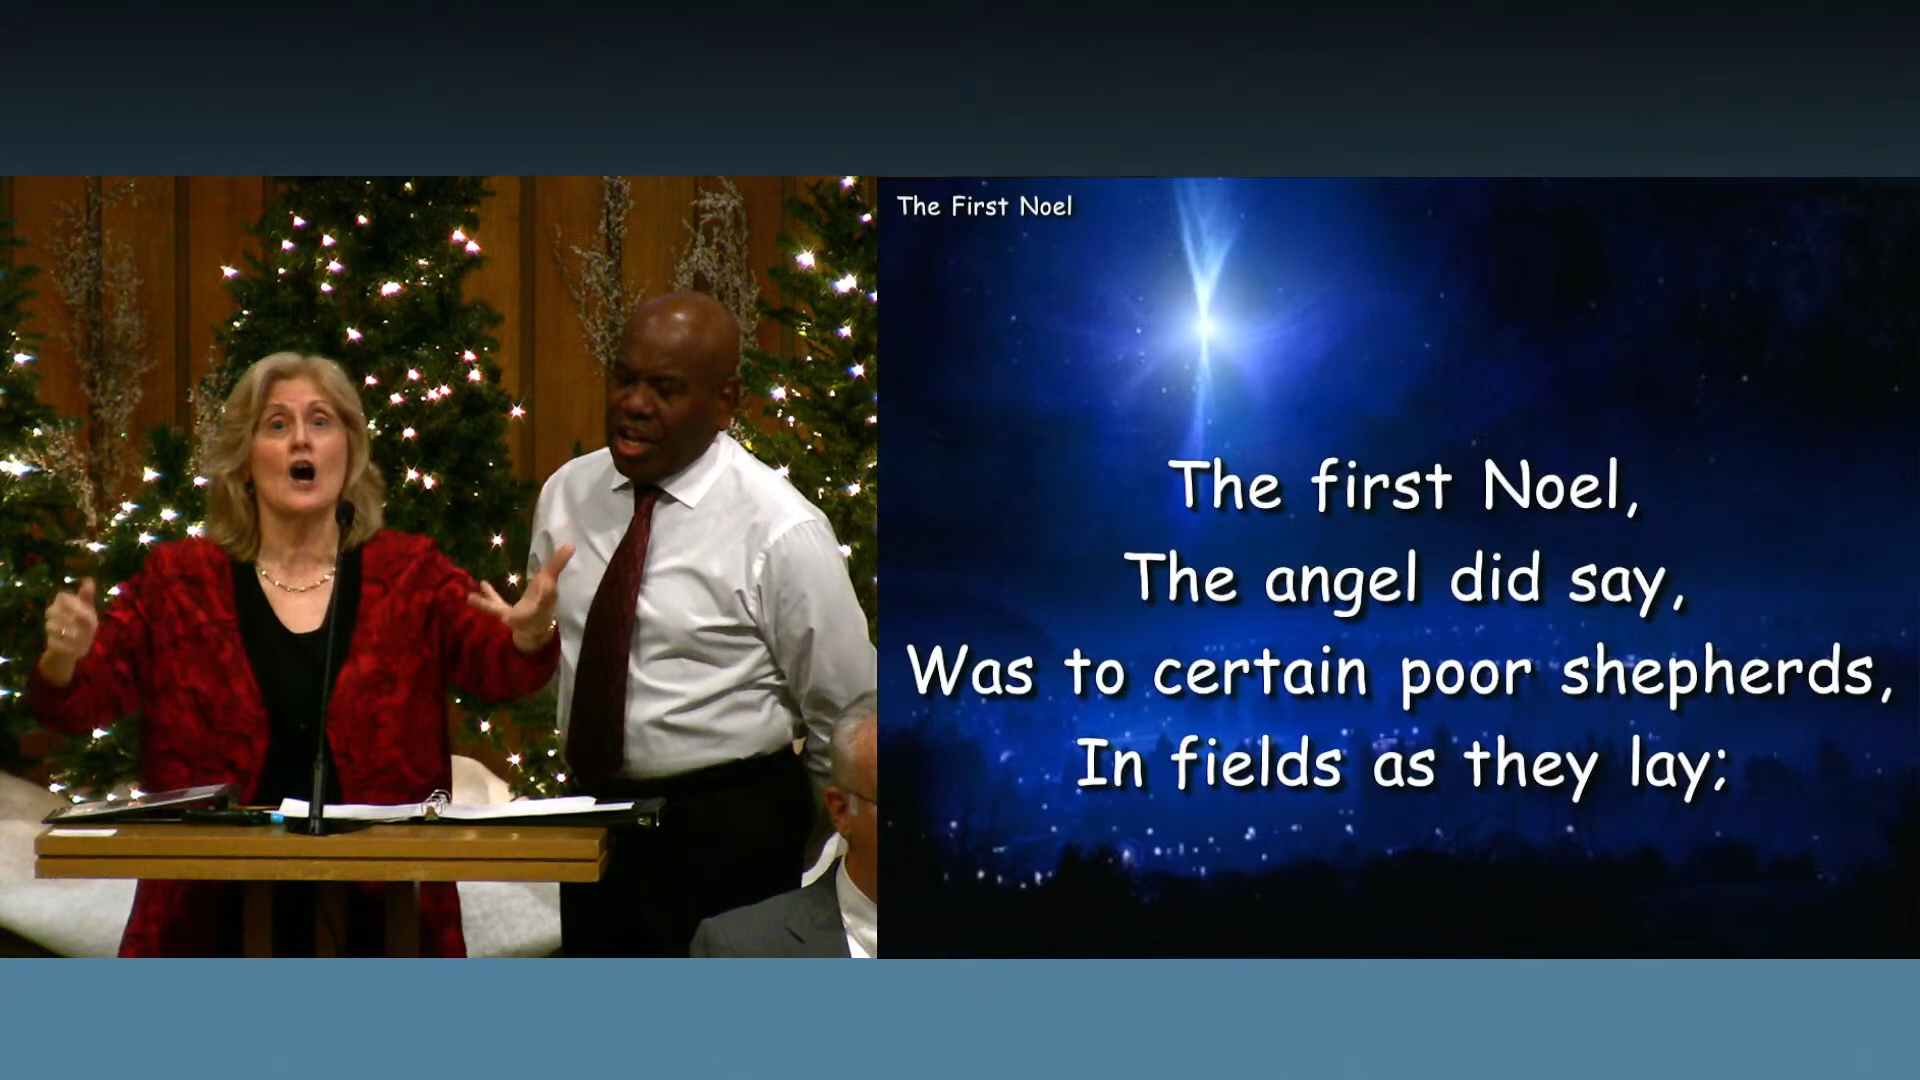 The First Noel
The first Noel,
The angel did say,
Was to certain poor shepherds,
In fields as they lay;